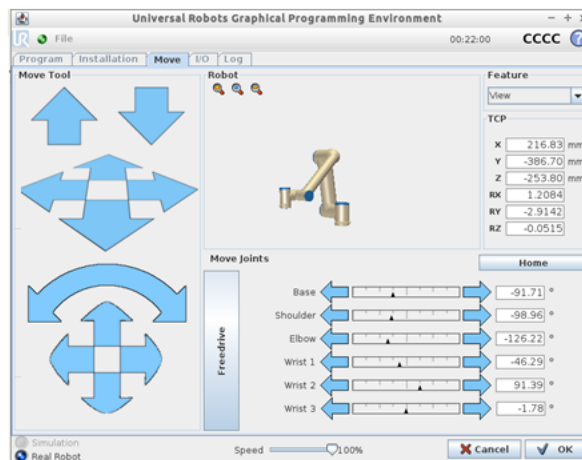 Universal Robots Graphical Programming Environment
File 00:22:00 CCCC ?
Program Installation Move I/O Log
Move Tool
Robot
Feature
View
TCP
X 216.83 mm
Y -386.70 mm
Z -253.80 mm
RX 1.2084
RY -2.9142
RZ -0.0515
Move Joints
Home
Freedrive
Base -91.71 °
Shoulder -98.96 °
Elbow -126.22 °
Wrist 1 -46.29 °
Wrist 2 91.39 °
Wrist 3 -1.78 °
Simulation
Real Robot
Speed 100%
Cancel
OK